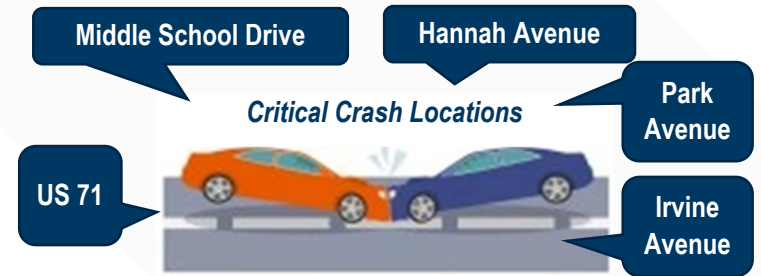 Middle School Drive
Hannah Avenue
Critical Crash Locations
Park
Avenue
US 71
Irvine
Avenue